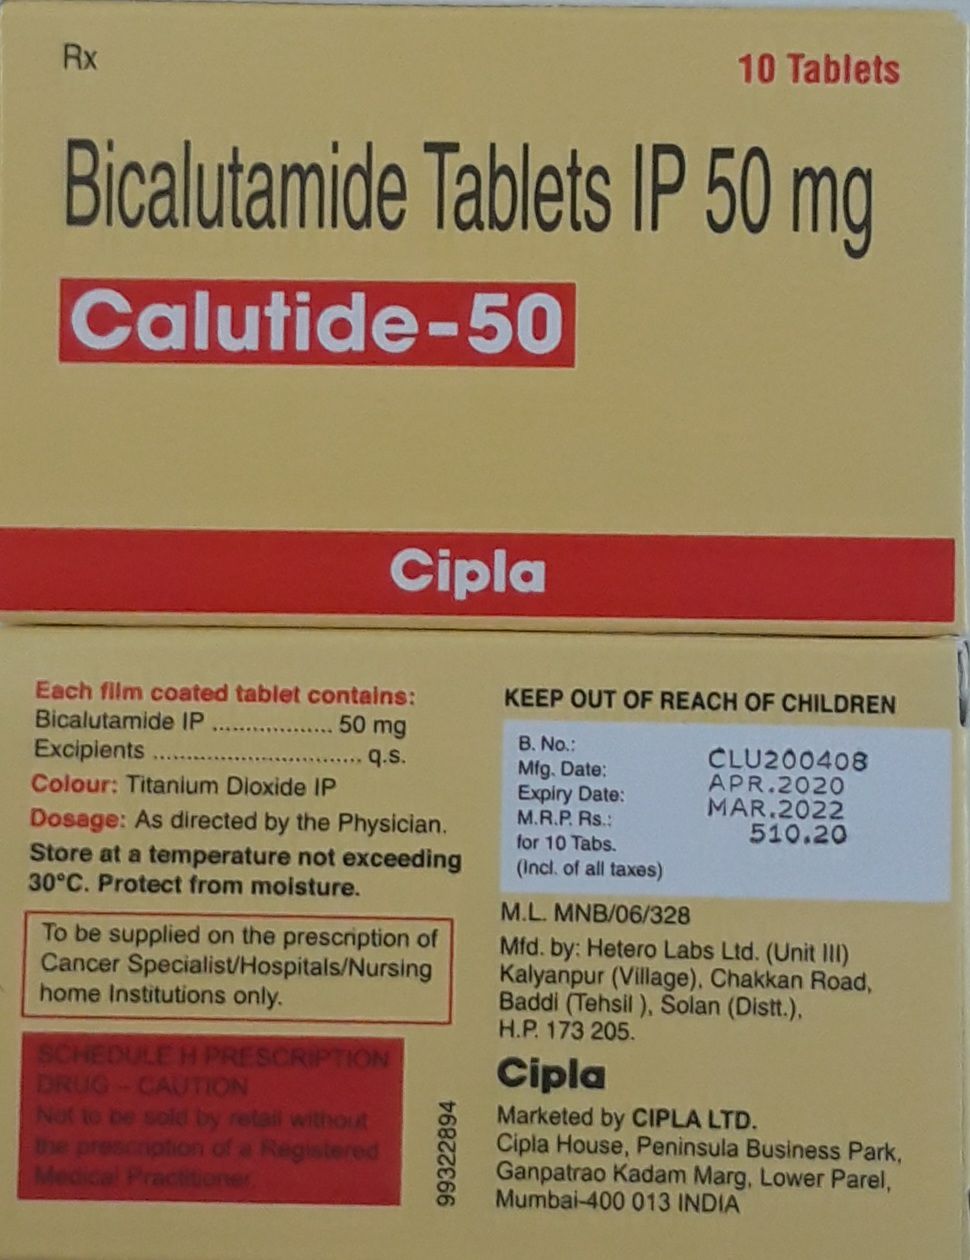 Rx
10 Tablets
Bicalutamide Tablets IP 50 mg
Calutide-50
Cipla
Each film coated tablet contains:
Bicalutamide IP .................. 50 mg
Excipients ............................... q.s.
Colour: Titanium Dioxide IP
Dosage: As directed by the Physician.
Store at a temperature not exceeding
30°C. Protect from moisture.
To be supplied on the prescription of
Cancer Specialist/Hospitals/Nursing
home Institutions only.
SCHEDULE H PRESCRIPTION
DRUG – CAUTION
Not to be sold by retail without
the prescription of a Registered
Medical Practitioner.
99322894
KEEP OUT OF REACH OF CHILDREN
B. No.: CLU200408
Mfg. Date: APR.2020
Expiry Date: MAR.2022
M.R.P. Rs.: 510.20
for 10 Tabs.
(Incl. of all taxes)
M.L. MNB/06/328
Mfd. by: Hetero Labs Ltd. (Unit III)
Kalyanpur (Village), Chakkan Road,
Baddi (Tehsil ), Solan (Distt.),
H.P. 173 205.
Cipla
Marketed by CIPLA LTD.
Cipla House, Peninsula Business Park,
Ganpatrao Kadam Marg, Lower Parel,
Mumbai-400 013 INDIA